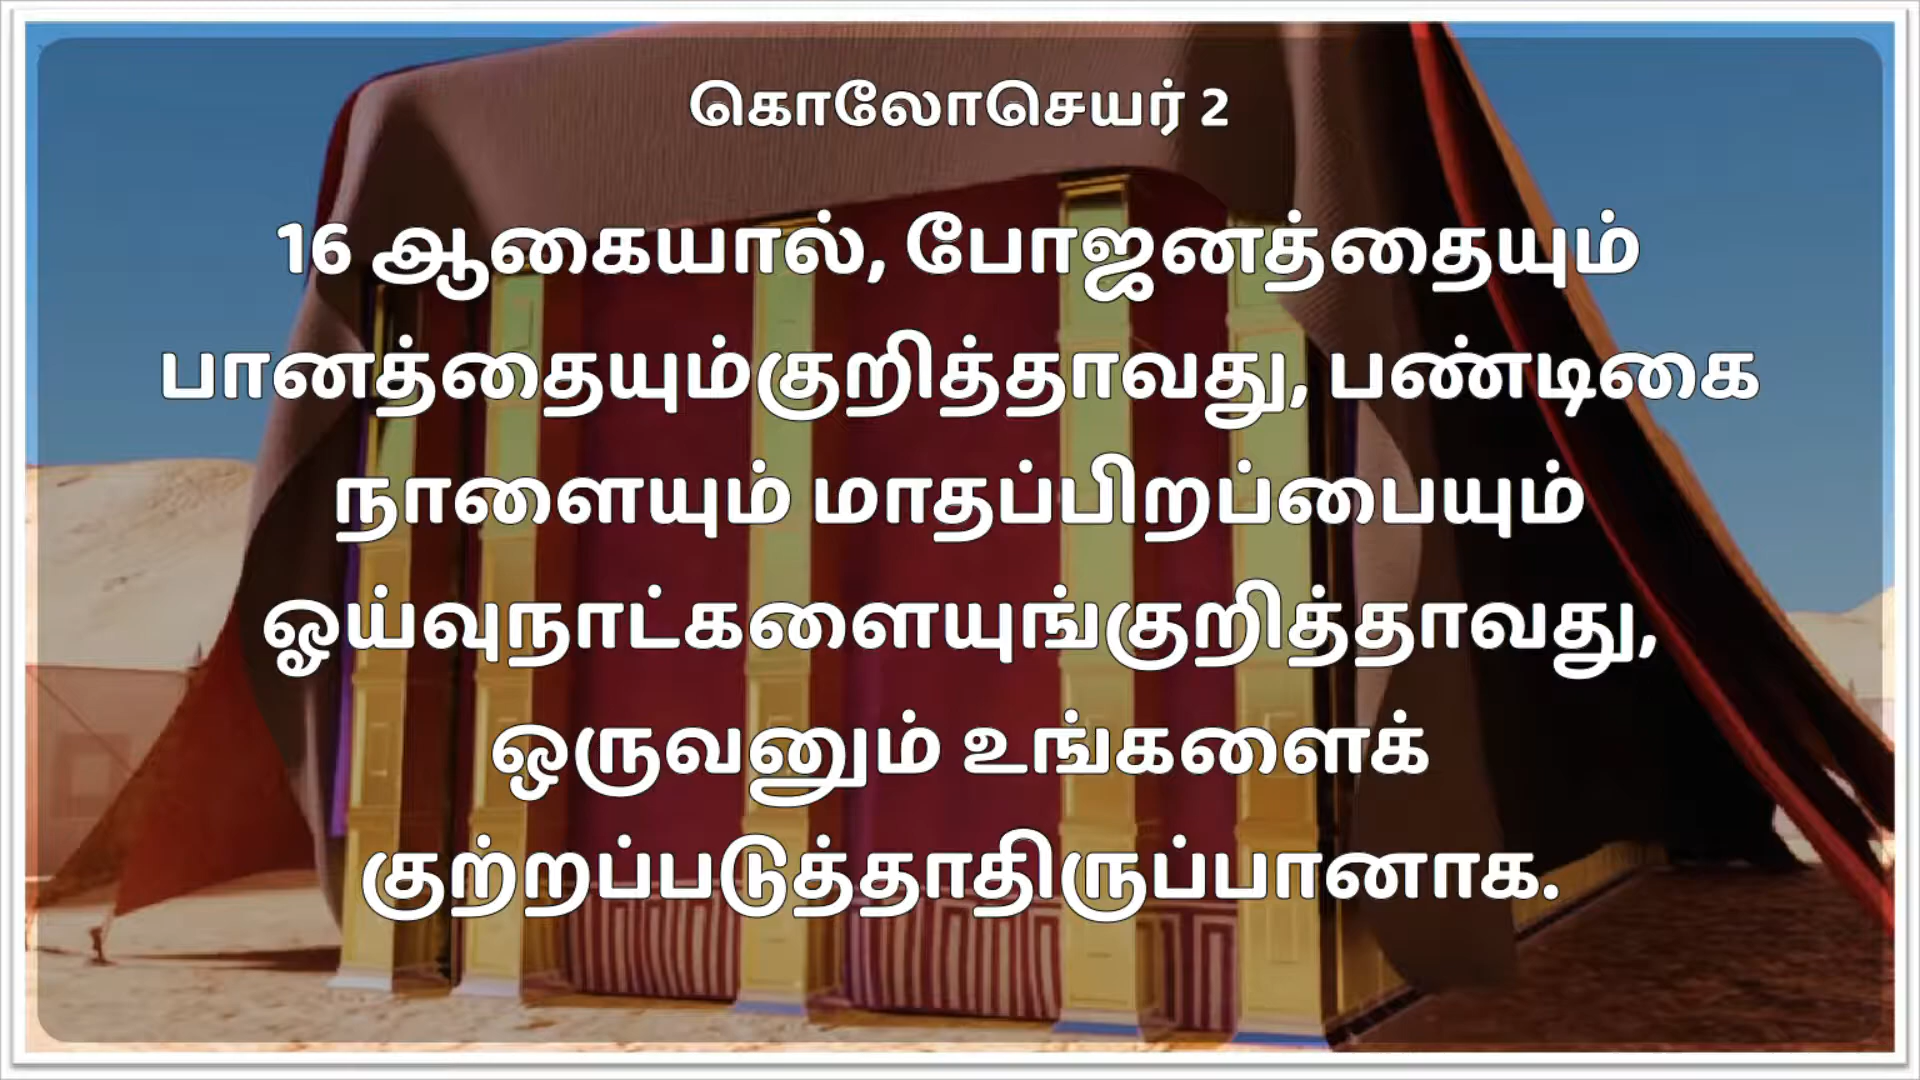 கொலோசெயர் 2
16 ஆகையால், போஜனத்தையும்
பானத்தையும்குறித்தாவது, பண்டிகை
நாளையும் மாதப்பிறப்பையும்
ஓய்வுநாட்களையுங்குறித்தாவது,
ஒருவனும் உங்களைக்
குற்றப்படுத்தாதிருப்பானாக.